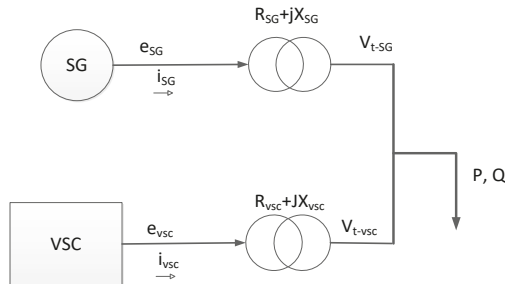 R_SG+jX_SG
e_SG
V_t-SG
SG
i_SG
P, Q
R_vsc+JX_vsc
e_vsc
V_t-vsc
VSC
i_vsc